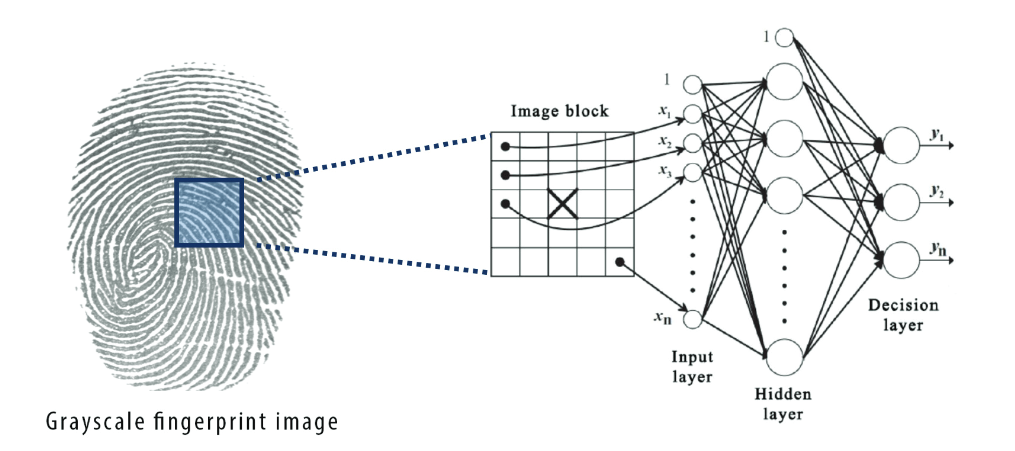 Grayscale fingerprint image
Image block
1
x₁
x₂
x₃
xn
Input
layer
1
Hidden
layer
y₁
y₂
yn
Decision
layer